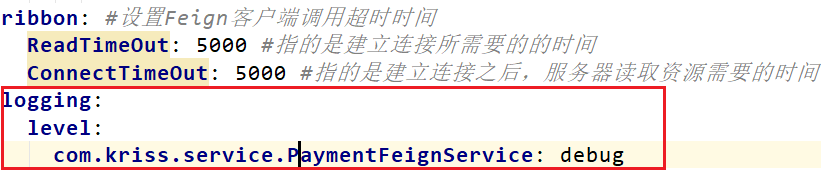 ribbon: #设置Feign客户端调用超时时间
  ReadTimeOut: 5000 #指的是建立连接所需要的的时间
  ConnectTimeOut: 5000 #指的是建立连接之后，服务器读取资源需要的时间
logging:
  level:
    com.kriss.service.PaymentFeignService: debug